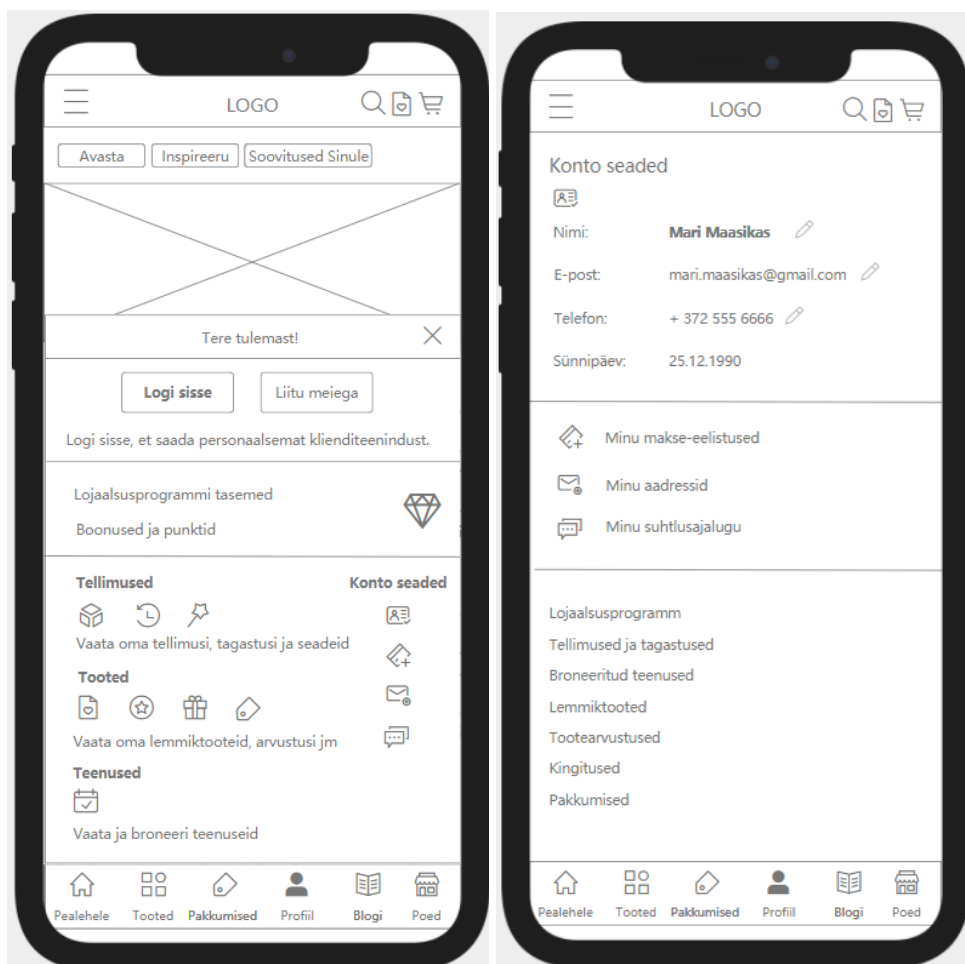 LOGO
Avasta Inspireeru Soovitused Sinule
Tere tulemast!
Logi sisse Liitu meiega
Logi sisse, et saada personaalsemat klienditeenindust.
Lojaalsusprogrammi tasemed
Boonused ja punktid
Tellimused Konto seaded
Vaata oma tellimusi, tagastusi ja seadeid
Tooted
Vaata oma lemmiktooteid, arvustusi jm
Teenused
Vaata ja broneeri teenuseid
Pealehele Tooted Pakkumised Profiil Blogi Poed
LOGO
Konto seaded
Nimi: Mari Maasikas
E-post: mari.maasikas@gmail.com
Telefon: + 372 555 6666
Sünnipäev: 25.12.1990
Minu makse-eelistused
Minu aadressid
Minu suhtlusajalugu
Lojaalsusprogramm
Tellimused ja tagastused
Broneeritud teenused
Lemmiktooted
Tootearvustused
Kingitused
Pakkumised
Pealehele Tooted Pakkumised Profiil Blogi Poed